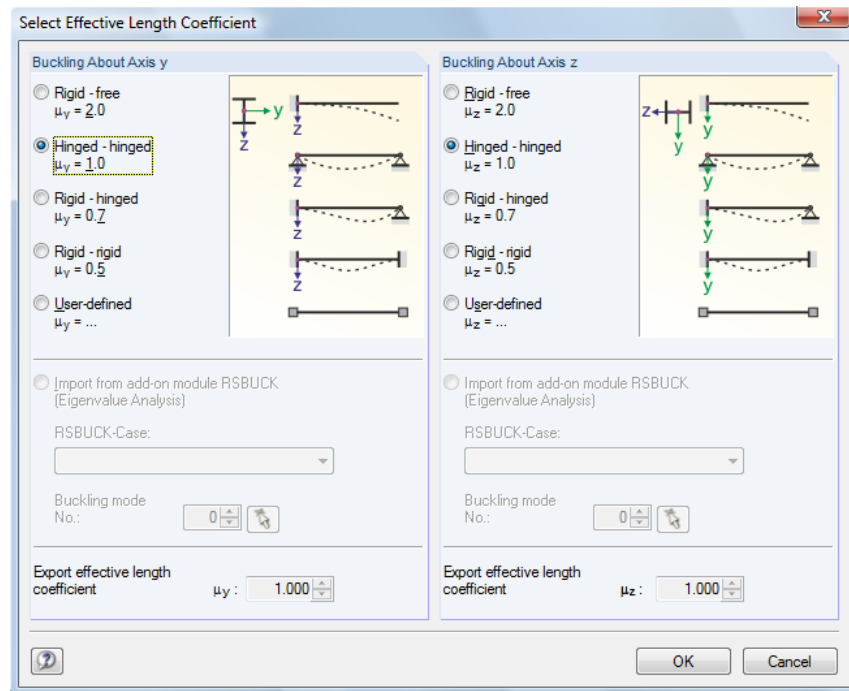 Select Effective Length Coefficient
Buckling About Axis y
Rigid - free
μy = 2.0
Hinged - hinged
μy = 1.0
Rigid - hinged
μy = 0.7
Rigid - rigid
μy = 0.5
User-defined
μy = ...
y
z
z
z
z
z
Import from add-on module RSBUCK
(Eigenvalue Analysis)
RSBUCK-Case:
Buckling mode
No.:
0
Export effective length
coefficient
μy :
1.000
Buckling About Axis z
Rigid - free
μz = 2.0
Hinged - hinged
μz = 1.0
Rigid - hinged
μz = 0.7
Rigid - rigid
μz = 0.5
User-defined
μz = ...
z
y
y
y
y
y
Import from add-on module RSBUCK
(Eigenvalue Analysis)
RSBUCK-Case:
Buckling mode
No.:
0
Export effective length
coefficient
μz :
1.000
?
OK
Cancel